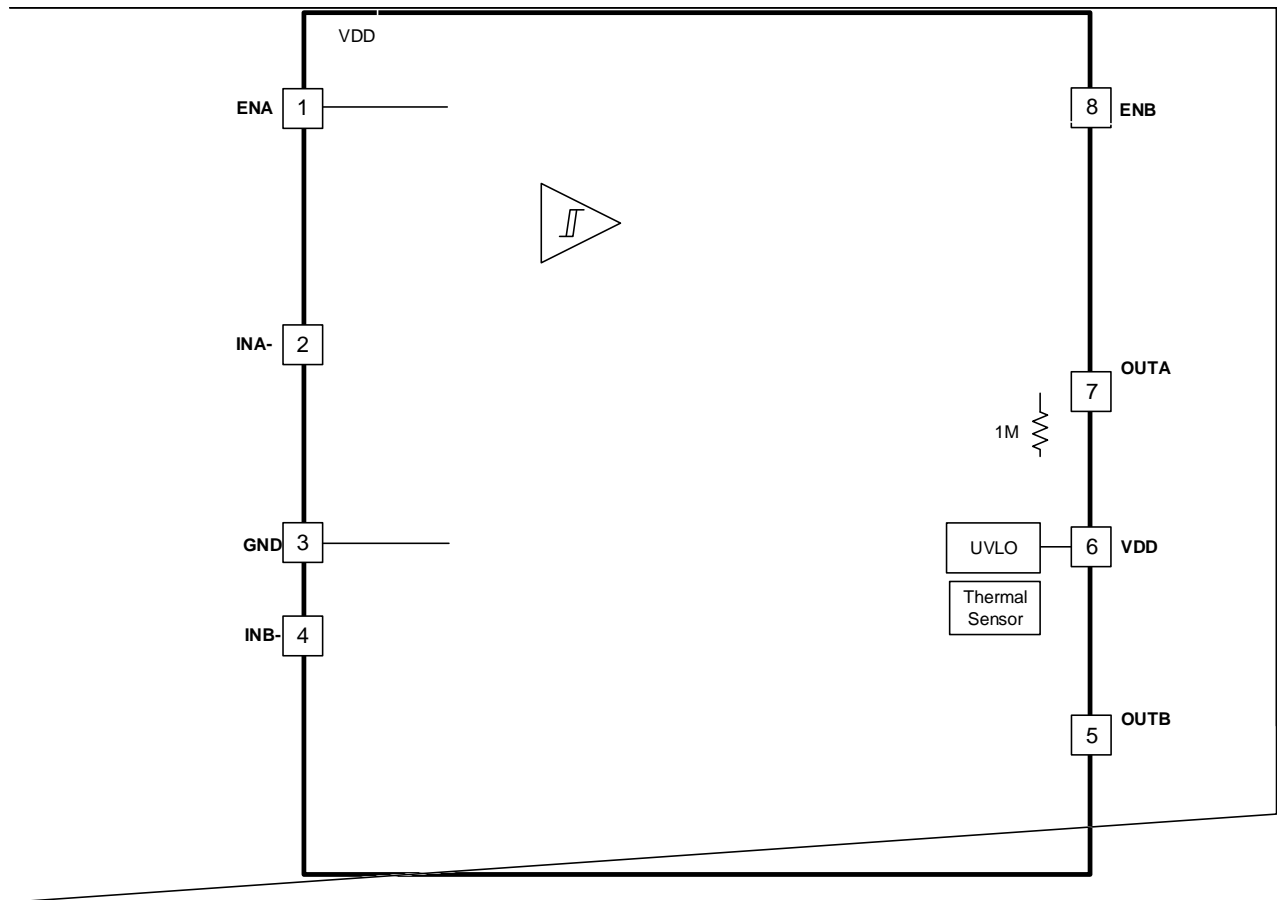 VDD
ENA 1
8 ENB
INA- 2
OUTA
7
1M
GND 3
UVLO
6 VDD
Thermal
Sensor
INB- 4
OUTB
5